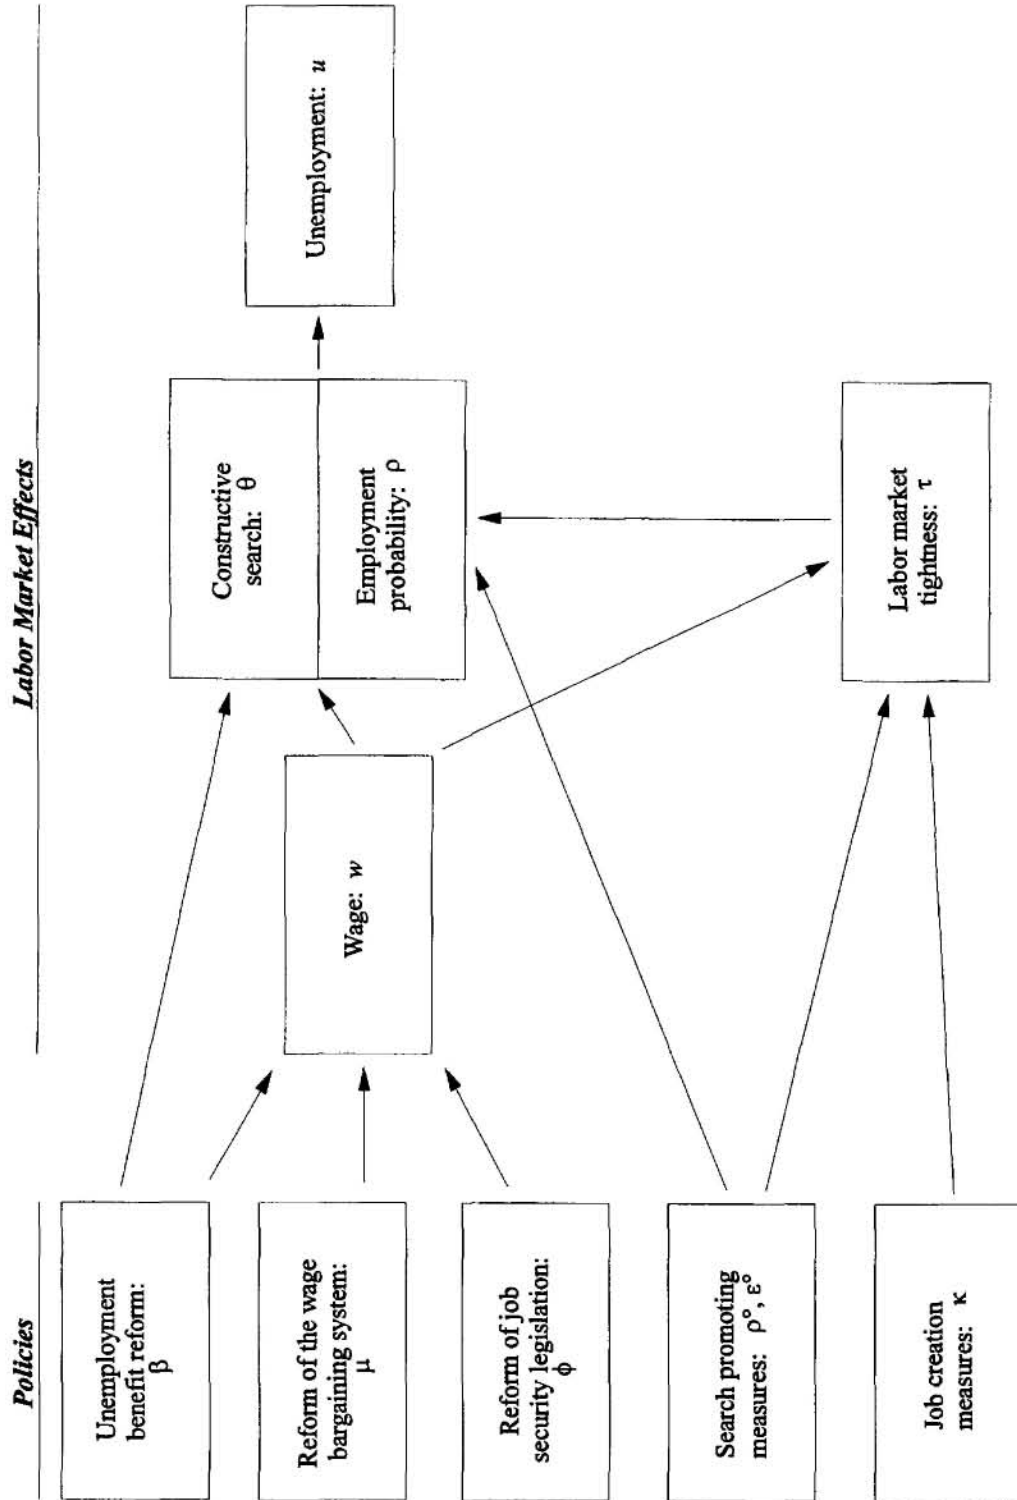 Policies
Labor Market Effects
Unemployment
benefit reform:
β
Reform of the wage
bargaining system:
μ
Reform of job
security legislation:
ϕ
Search promoting
measures: ρ°, ε°
Job creation
measures: κ
Wage: w
Constructive
search: θ
Employment
probability: ρ
Labor market
tightness: τ
Unemployment: u